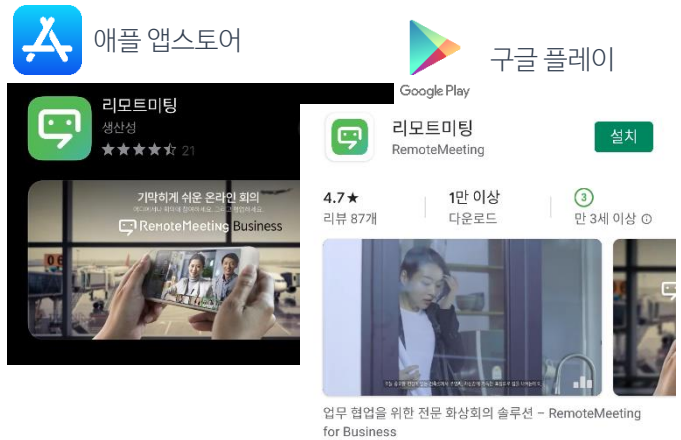 애플 앱스토어
구글 플레이
Google Play
리모트미팅
생산성
21
기막히게 쉬운 온라인 회의
REMOTEMEETING Business
06
리모트미팅
RemoteMeeting
설치
4.7★
리뷰 87개
1만 이상
다운로드
3
만 3세 이상
업무 협업을 위한 전문 화상회의 솔루션 – RemoteMeeting
for Business